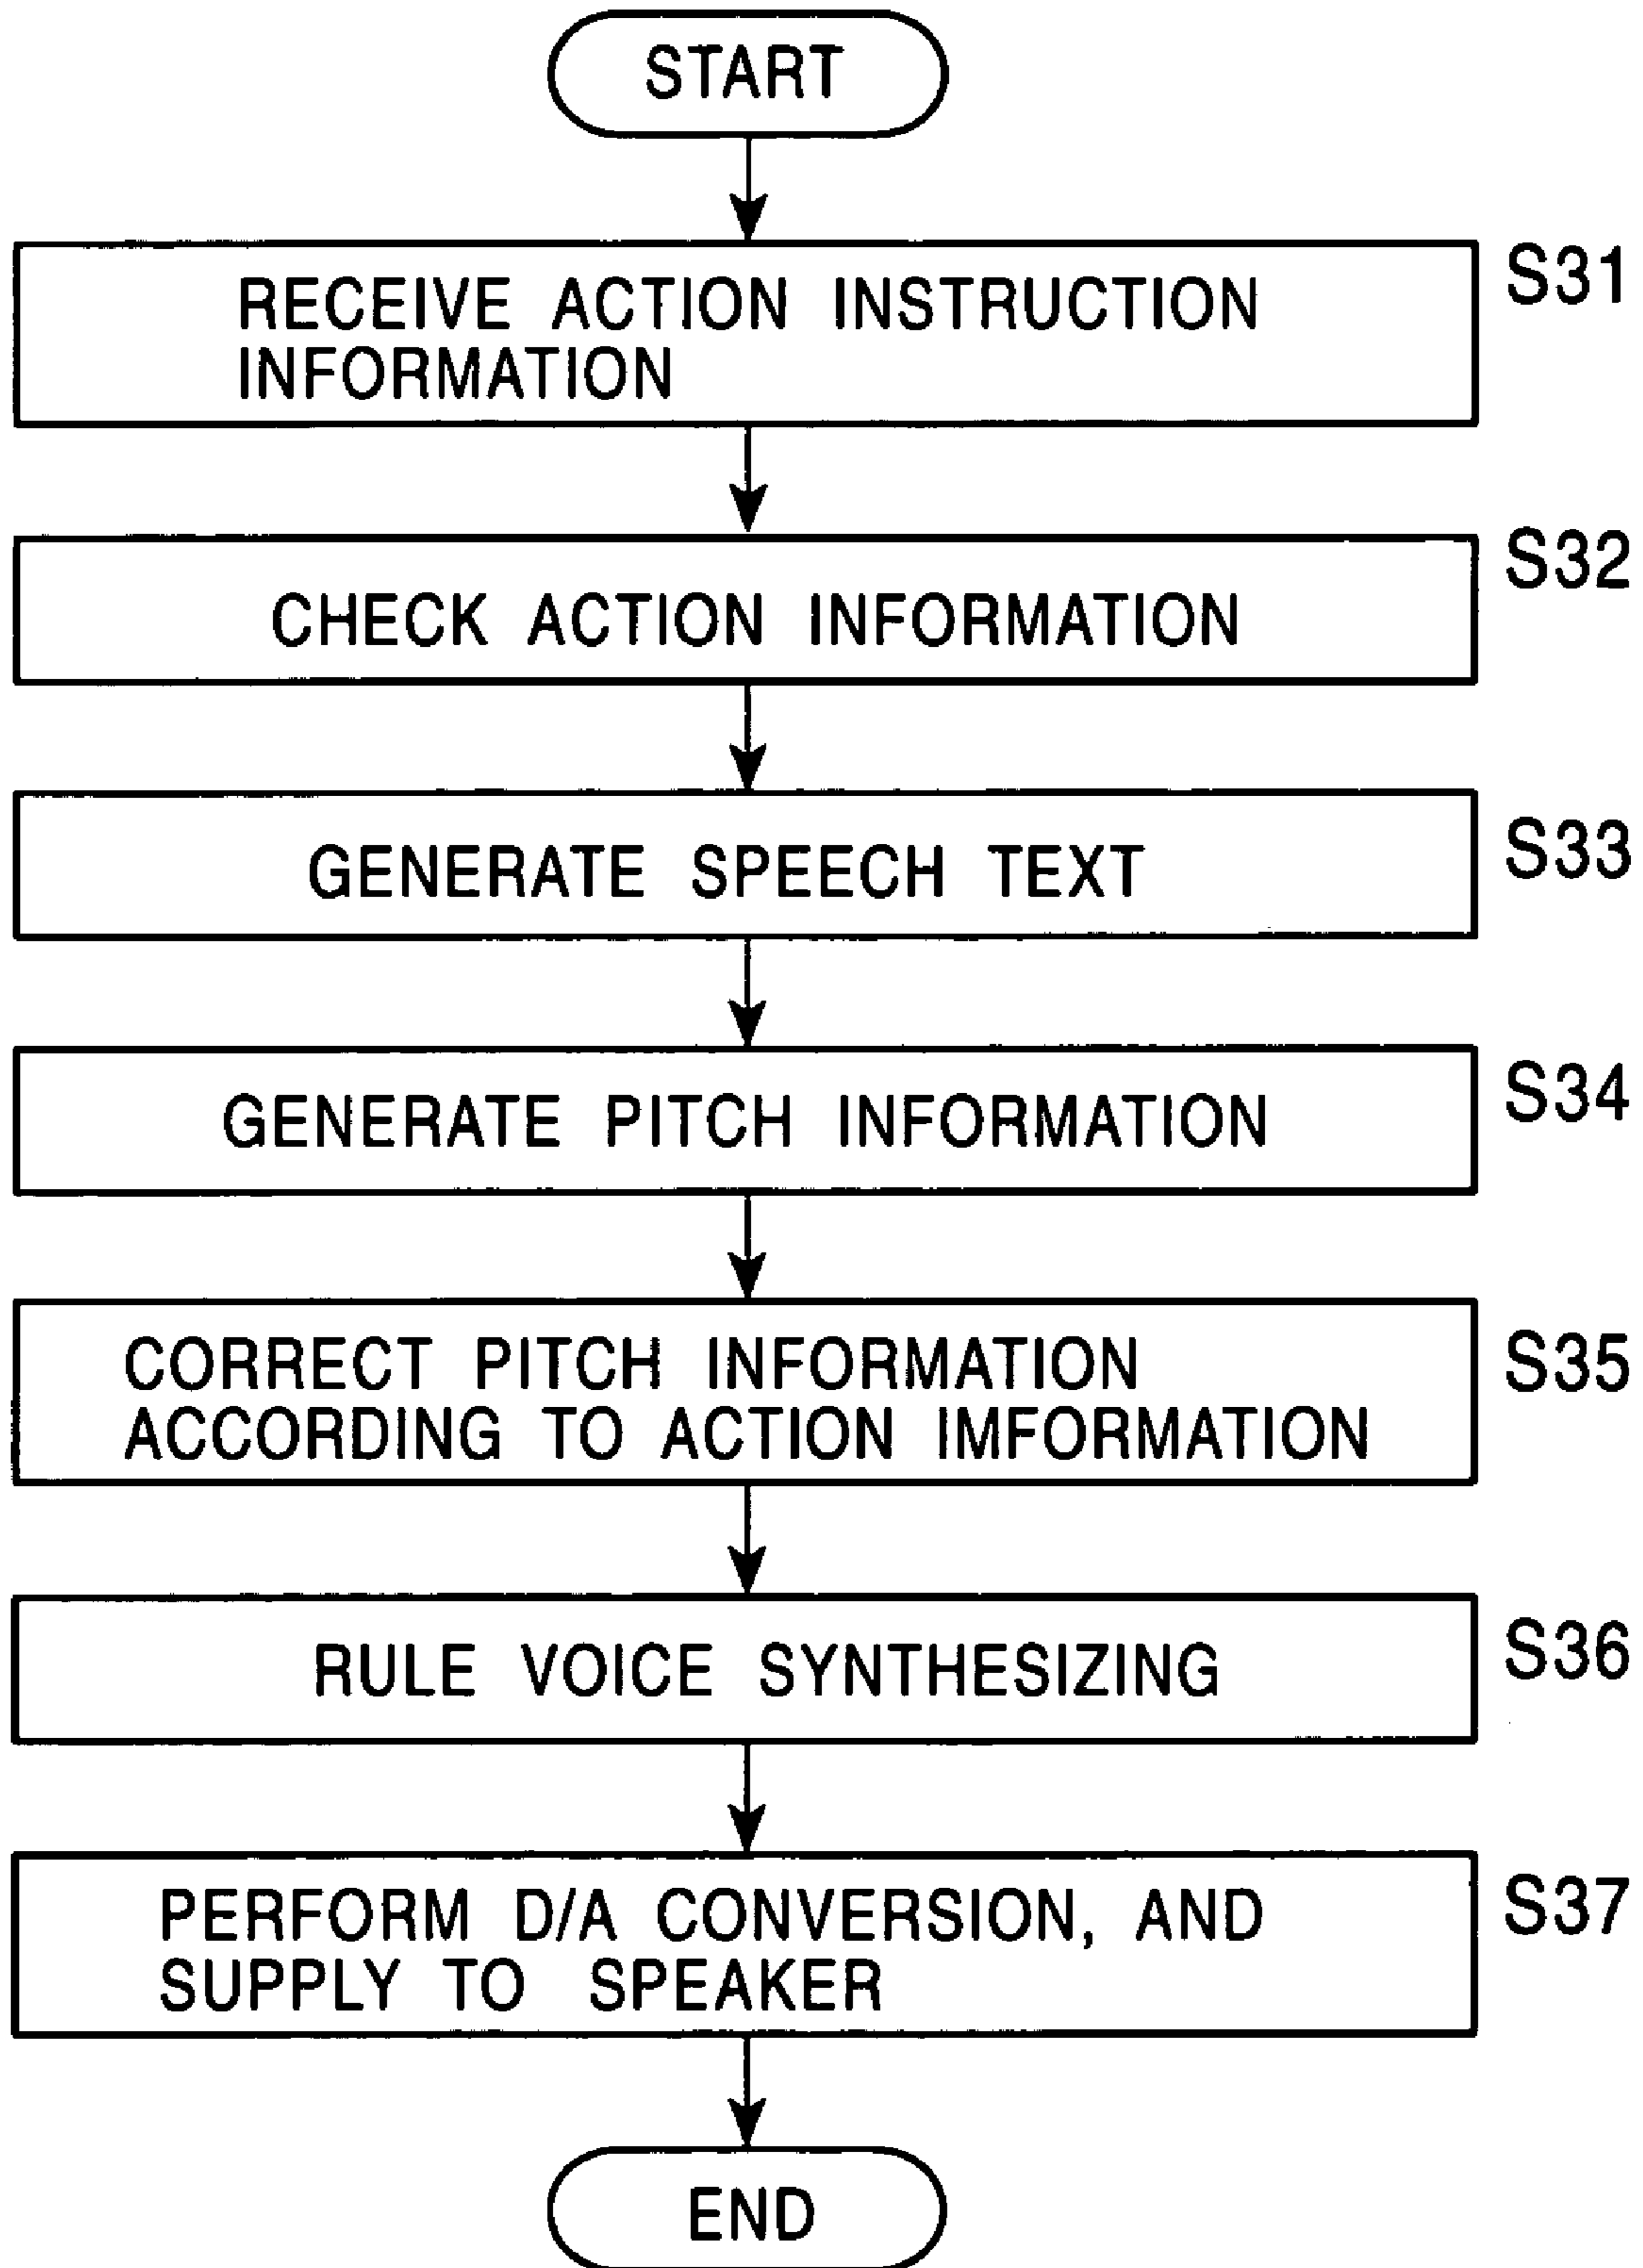 START
S31
RECEIVE ACTION INSTRUCTION
INFORMATION
S32
CHECK ACTION INFORMATION
S33
GENERATE SPEECH TEXT
S34
GENERATE PITCH INFORMATION
S35
CORRECT PITCH INFORMATION
ACCORDING TO ACTION IMFORMATION
S36
RULE VOICE SYNTHESIZING
S37
PERFORM D/A CONVERSION, AND
SUPPLY TO SPEAKER
END